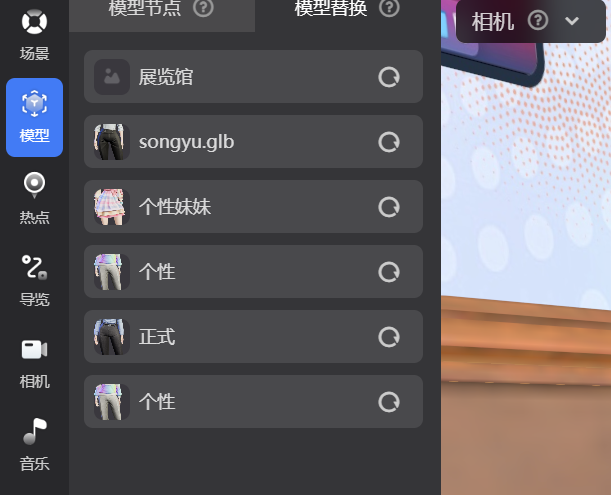 模型节点
模型替换
相机
场景
模型
热点
导览
相机
音乐
展览馆
songyu.glb
个性妹妹
个性
正式
个性